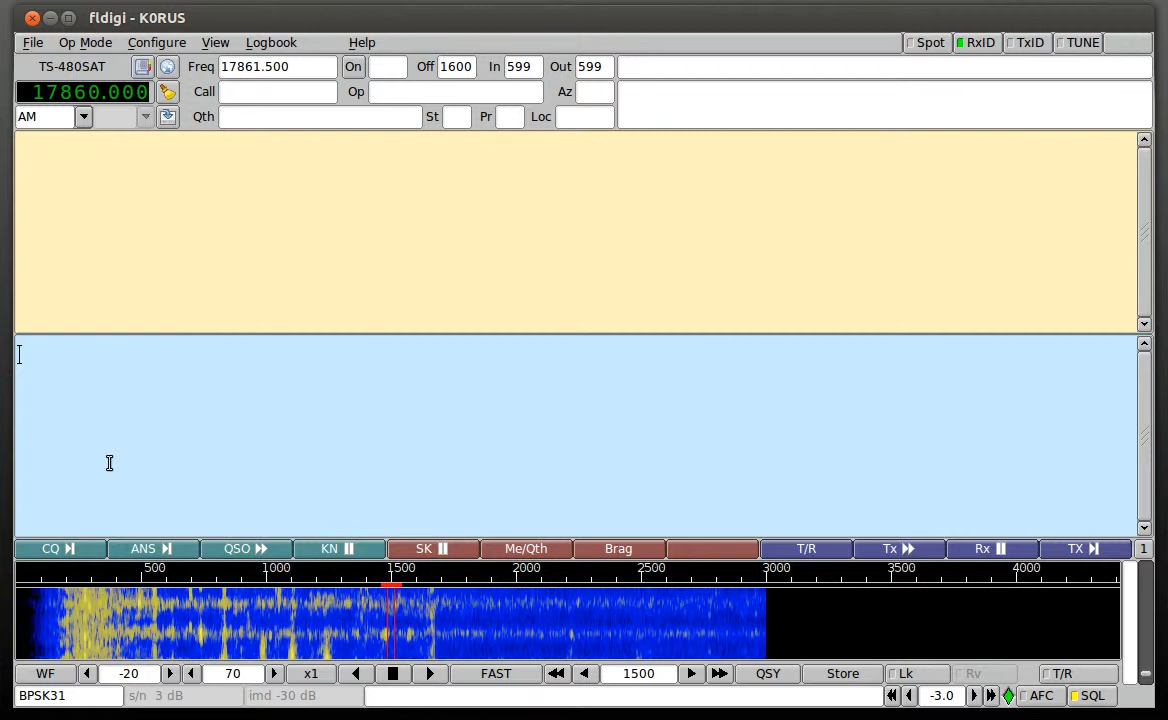 fldigi - K0RUS
File Op Mode Configure View Logbook Help Spot RxID TxID TUNE
TS-480SAT Freq 17861.500 On Off 1600 In 599 Out 599
17860.000 Call Op Az
AM Qth St Pr Loc
CQ ANS QSO KN SK Me/Qth Brag T/R Tx Rx TX 1
500 1000 1500 2000 2500 3000 3500 4000
WF -20 70 x1 FAST 1500 QSY Store Lk Rv T/R
BPSK31 s/n 3 dB imd -30 dB -3.0 AFC SQL